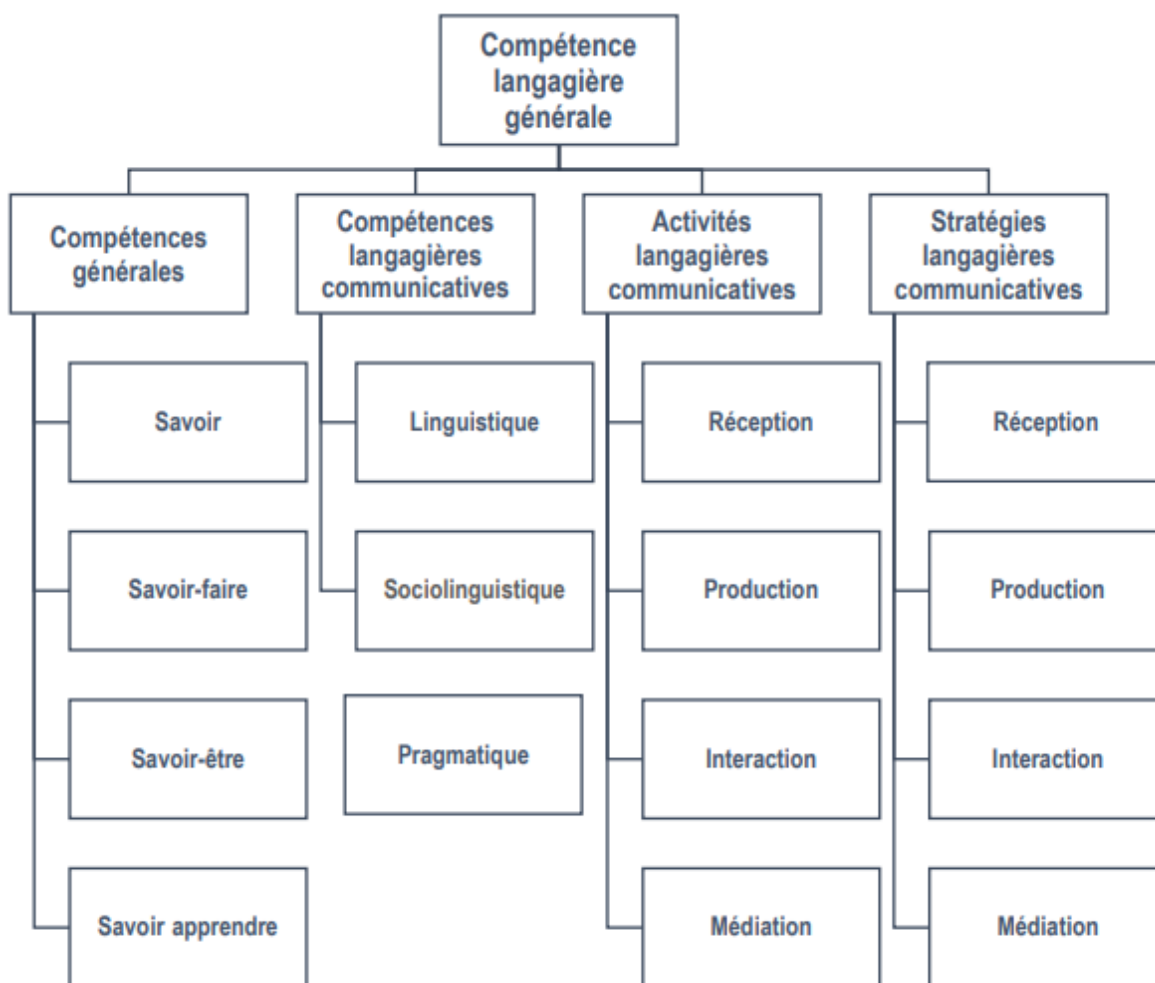 Compétence
langagière
générale
Compétences
générales
Compétences
langagières
communicatives
Activités
langagières
communicatives
Stratégies
langagières
communicatives
Savoir
Linguistique
Réception
Réception
Savoir-faire
Sociolinguistique
Production
Production
Savoir-être
Pragmatique
Interaction
Interaction
Savoir apprendre
Médiation
Médiation